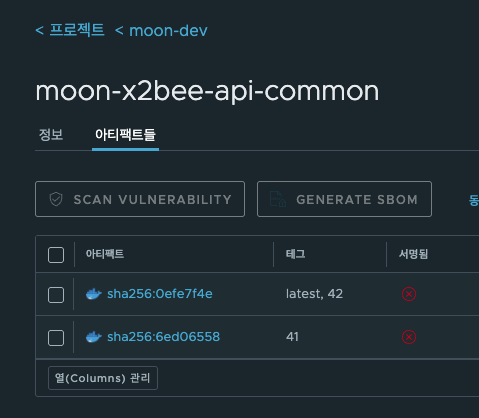 < 프로젝트 < moon-dev
moon-x2bee-api-common
정보 아티팩트들
SCAN VULNERABILITY GENERATE SBOM 동
아티팩트 태그 서명됨
sha256:0efe7f4e latest, 42
sha256:6ed06558 41
열(Columns) 관리